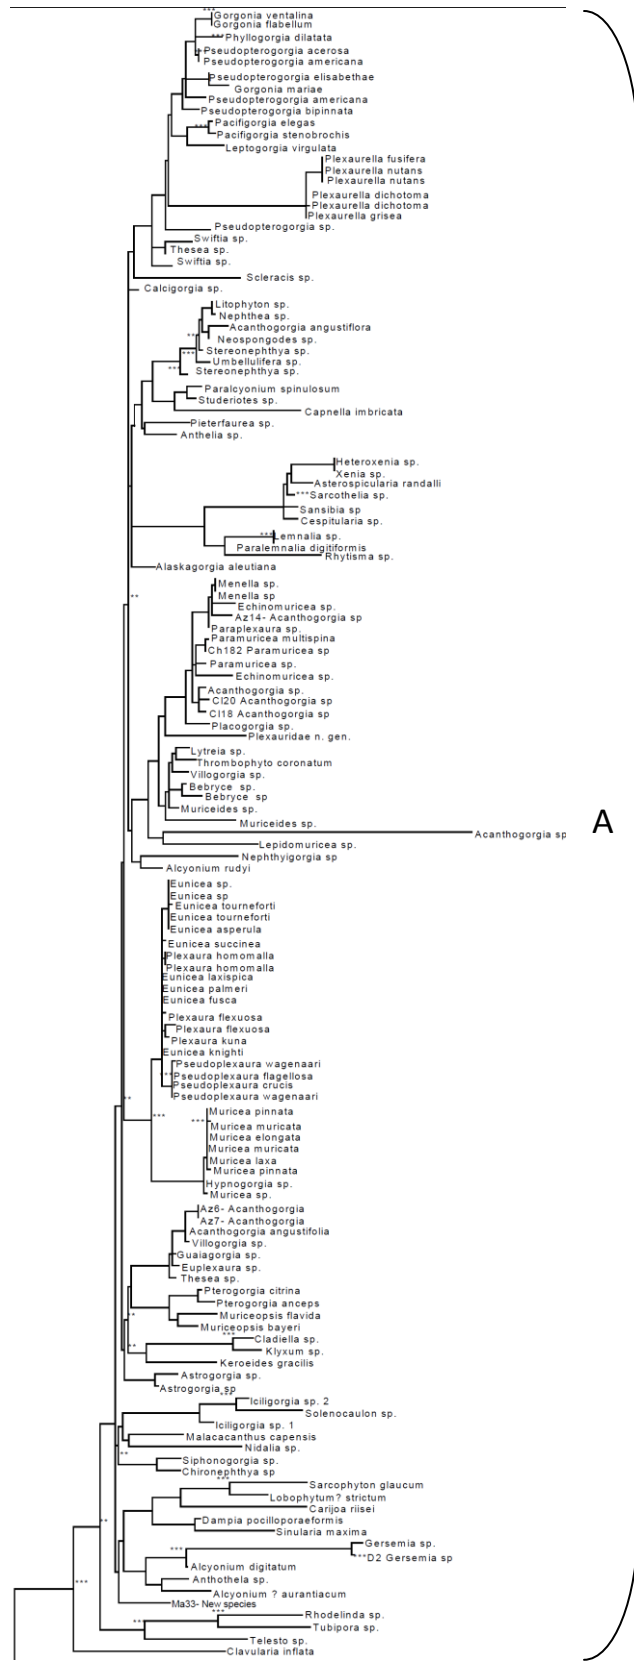 Gorgonia ventalina
Gorgonia flabellum
Phyllogorgia dilatata
Pseudopterogorgia acerosa
Pseudopterogorgia americana
Pseudopterogorgia elisabethae
Gorgonia mariae
Pseudopterogorgia americana
Pseudopterogorgia bipinnata
Pacifigorgia elegas
Pacifigorgia stenobrochis
Leptogorgia virgulata
Plexaurella fusifera
Plexaurella nutans
Plexaurella nutans
Plexaurella dichotoma
Plexaurella dichotoma
Plexaurella grisea
Pseudopterogorgia sp.
Swiftia sp.
Thesea sp.
Swiftia sp.
Scleracis sp.
Calcigorgia sp.
Litophyton sp.
Nephthea sp.
Acanthogorgia angustiflora
Neospongodes sp.
Stereonephthya sp.
Umbellulifera sp.
Stereonephthya sp.
Paralcyonium spinulosum
Studeriotes sp.
Capnella imbricata
Pieterfaurea sp.
Anthelia sp.
Heteroxenia sp.
Xenia sp.
Asterospicularia randalli
***Sarcothelia sp.
Sansibia sp
Cespitularia sp.
***Lemnalia sp.
Paralemnalia digitiformis
Rhytisma sp.
Alaskagorgia aleutiana
Menella sp.
Menella sp
Echinomuricea sp.
Az14- Acanthogorgia sp
Paraplexaura sp.
Paramuricea multispina
Ch182 Paramuricea sp
Paramuricea sp.
Echinomuricea sp.
Acanthogorgia sp.
Cl20 Acanthogorgia sp
Cl18 Acanthogorgia sp
Placogorgia sp.
Plexauridae n. gen.
Lytreia sp.
Thrombophyto coronatum
Villogorgia sp.
Bebryce sp.
Bebryce sp
Muriceides sp.
Muriceides sp.
Acanthogorgia sp
A
Lepidomuricea sp.
Nephthyigorgia sp
Alcyonium rudyi
Eunicea sp.
Eunicea sp
Eunicea tourneforti
Eunicea tourneforti
Eunicea asperula
Eunicea succinea
Plexaura homomalla
Plexaura homomalla
Eunicea laxispica
Eunicea palmeri
Eunicea fusca
Plexaura flexuosa
Plexaura flexuosa
Plexaura kuna
Eunicea knighti
Pseudoplexaura wagenaari
Pseudoplexaura flagellosa
Pseudoplexaura crucis
Pseudoplexaura wagenaari
Muricea pinnata
Muricea muricata
Muricea elongata
Muricea muricata
Muricea laxa
Muricea pinnata
Hypnogorgia sp.
Muricea sp.
Az6- Acanthogorgia
Az7- Acanthogorgia
Acanthogorgia angustifolia
Villogorgia sp.
Guaiagorgia sp.
Euplexaura sp.
Thesea sp.
Pterogorgia citrina
Pterogorgia anceps
Muriceopsis flavida
Muriceopsis bayeri
Cladiella sp.
Klyxum sp.
Keroeides gracilis
Astrogorgia sp.
Astrogorgia sp
Iciligorgia sp. 2
Solenocaulon sp.
Iciligorgia sp. 1
Malacacanthus capensis
Nidalia sp.
Siphonogorgia sp.
Chironephthya sp
Sarcophyton glaucum
Lobophytum? strictum
Carijoa riisei
Dampia pocilloporaeformis
Sinularia maxima
Gersemia sp.
***D2 Gersemia sp
Alcyonium digitatum
Anthothela sp.
Alcyonium ? aurantiacum
Ma33- New species
Rhodelinda sp.
Tubipora sp.
Telesto sp.
Clavularia inflata